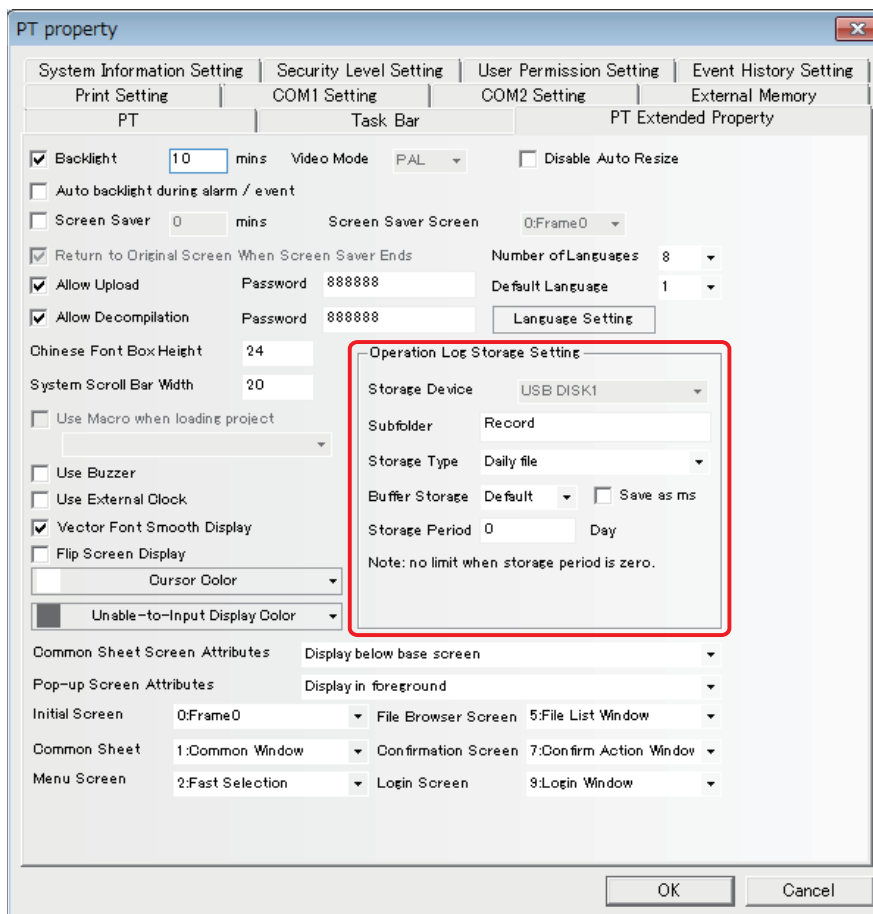 PT property
System Information Setting Security Level Setting User Permission Setting Event History Setting
Print Setting COM1 Setting COM2 Setting External Memory
PT Task Bar PT Extended Property
Backlight 10 mins Video Mode PAL Disable Auto Resize
Auto backlight during alarm / event
Screen Saver 0 mins Screen Saver Screen 0:Frame0
Return to Original Screen When Screen Saver Ends Number of Languages 8
Allow Upload Password 888888 Default Language 1
Allow Decompilation Password 888888 Language Setting
Chinese Font Box Height 24
System Scroll Bar Width 20
Use Macro when loading project
Use Buzzer
Use External Clock
Vector Font Smooth Display
Flip Screen Display
Cursor Color
Unable-to-Input Display Color
Operation Log Storage Setting
Storage Device USB DISK1
Subfolder Record
Storage Type Daily file
Buffer Storage Default Save as ms
Storage Period 0 Day
Note: no limit when storage period is zero.
Common Sheet Screen Attributes Display below base screen
Pop-up Screen Attributes Display in foreground
Initial Screen 0:Frame0 File Browser Screen 5:File List Window
Common Sheet 1:Common Window Confirmation Screen 7:Confirm Action Window
Menu Screen 2:Fast Selection Login Screen 9:Login Window
OK Cancel